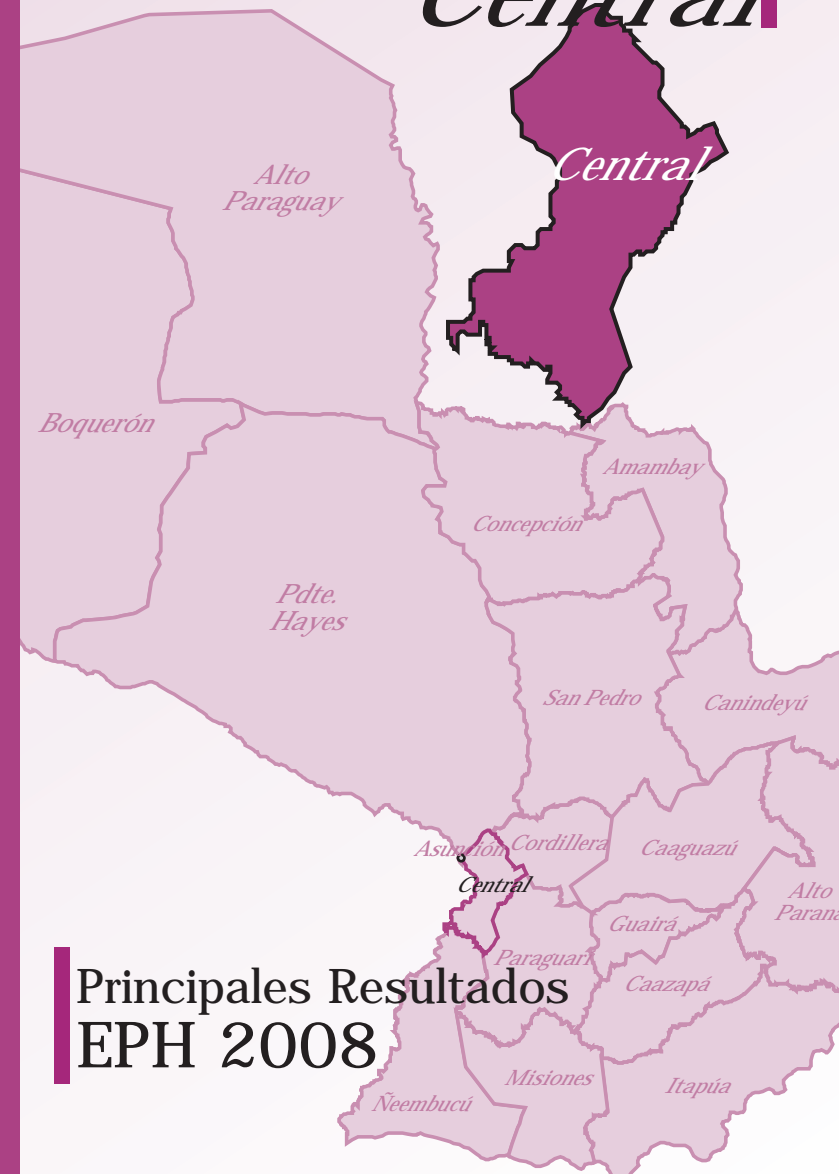 Central
Central
Alto
Paraguay
Boquerón
Amambay
Concepción
Pdte.
Hayes
San Pedro
Canindeyú
Asunción
Cordillera
Caaguazú
Central
Alto
Paraná
Guairá
Paraguarí
Caazapá
Principales Resultados
EPH 2008
Misiones
Itapúa
Ñeembucú